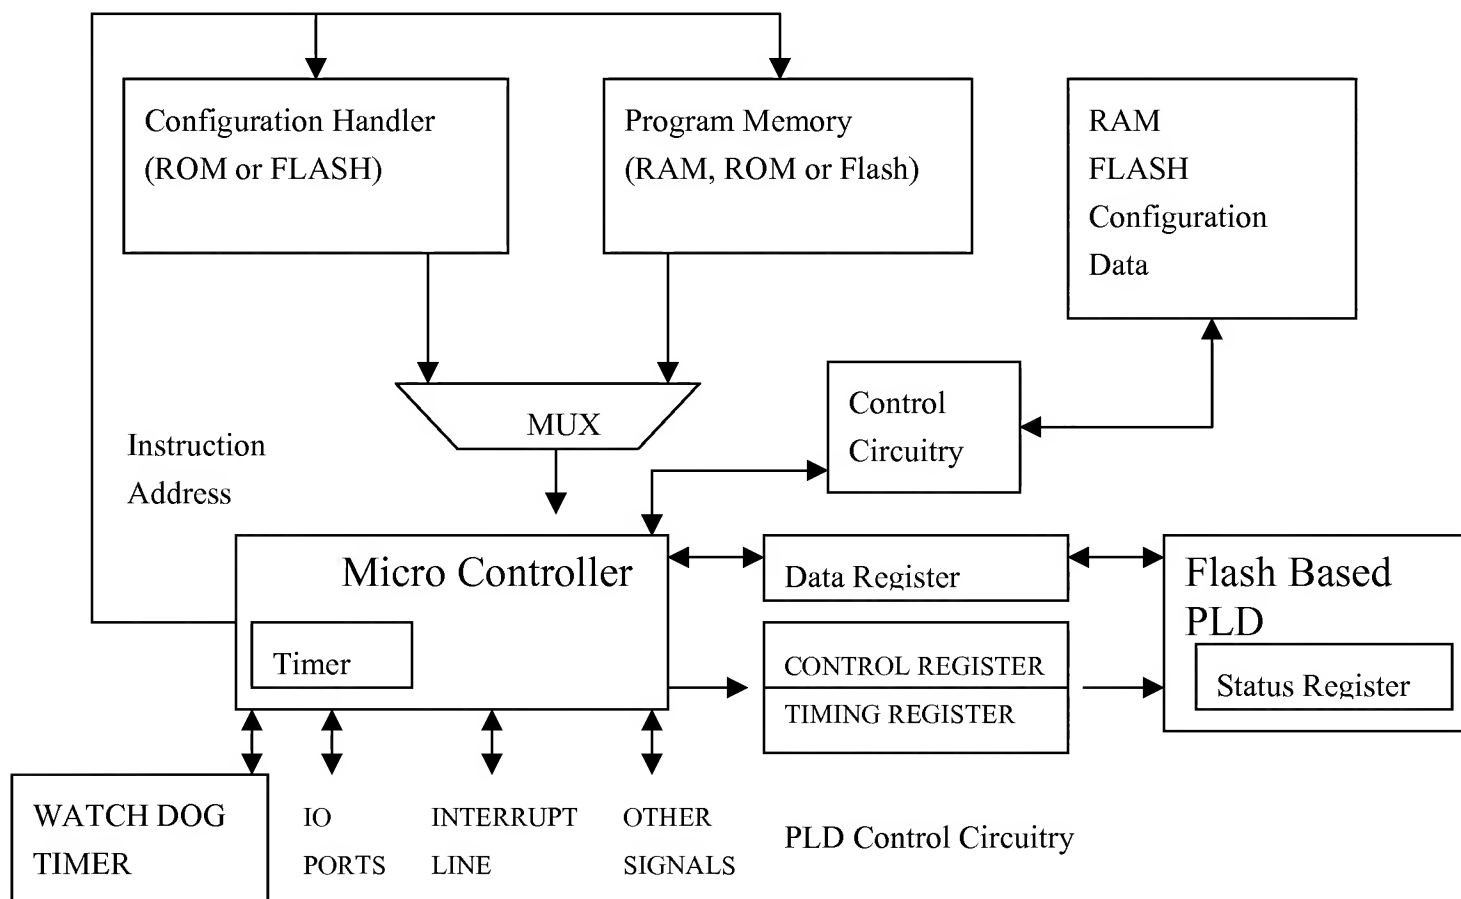 Configuration Handler
(ROM or FLASH)
Program Memory
(RAM, ROM or Flash)
RAM
FLASH
Configuration
Data
MUX
Control
Circuitry
Instruction
Address
Micro Controller
Timer
Data Register
CONTROL REGISTER
TIMING REGISTER
Flash Based
PLD
Status Register
WATCH DOG
TIMER
IO
PORTS
INTERRUPT
LINE
OTHER
SIGNALS
PLD Control Circuitry